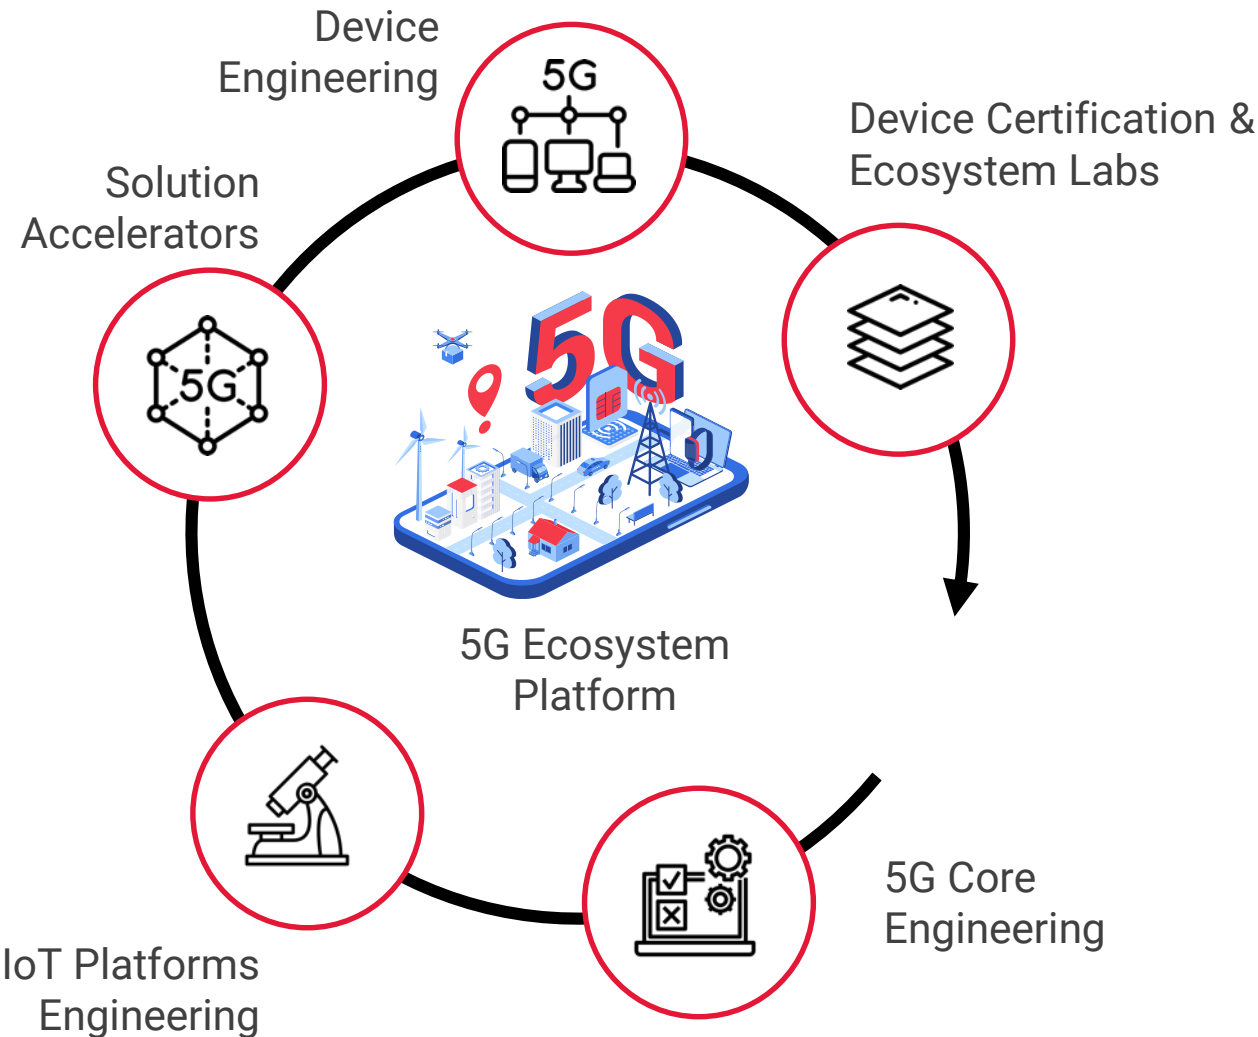 Device
Engineering
5G
Device Certification &
Ecosystem Labs
Solution
Accelerators
5G
5G
5G Ecosystem
Platform
5G Core
Engineering
IoT Platforms
Engineering